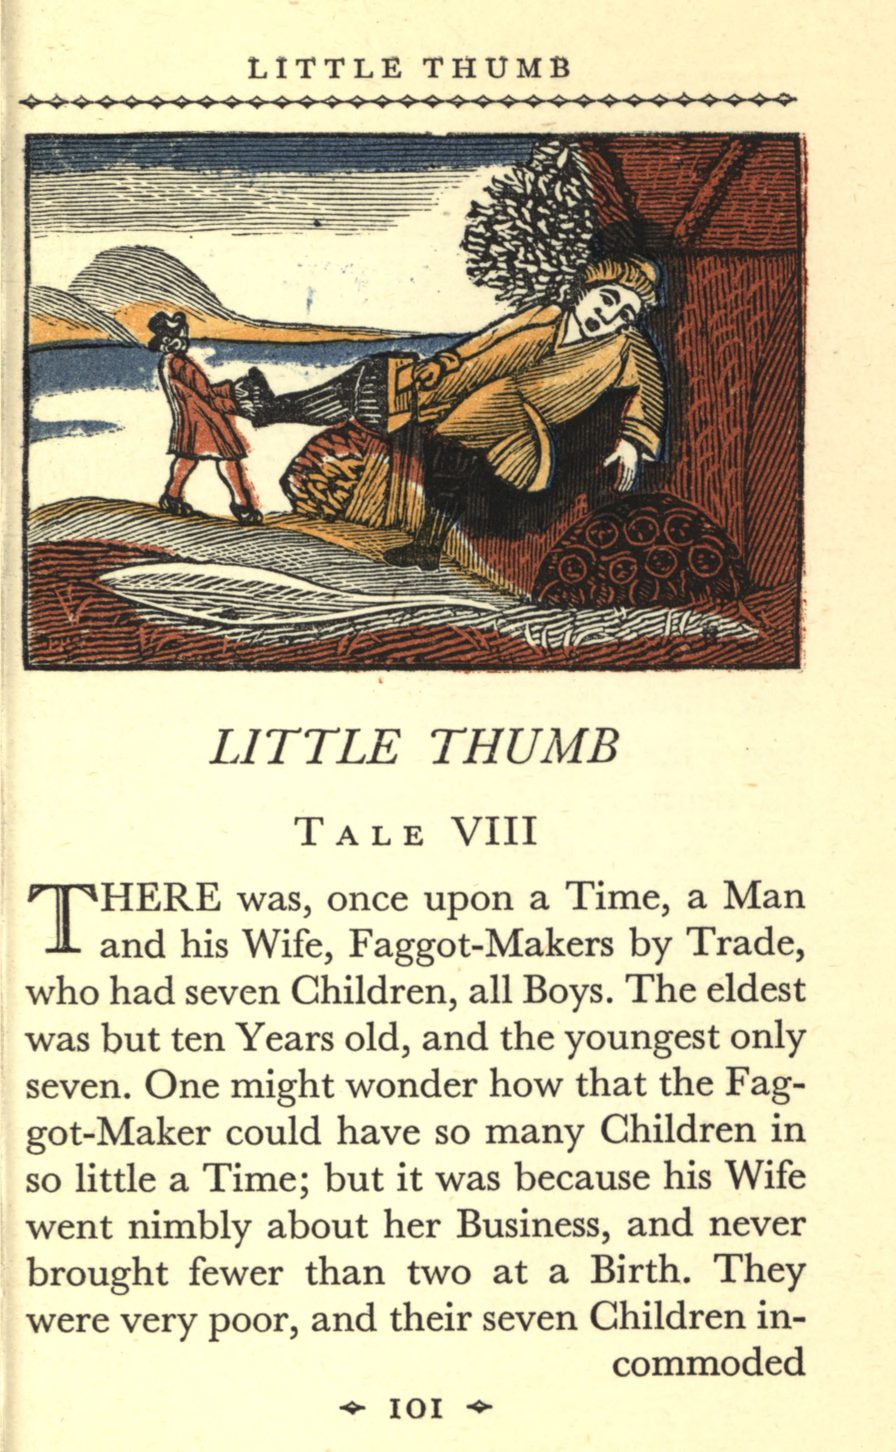 LITTLE THUMB
LITTLE THUMB
TALE VIII
THERE was, once upon a Time, a Man
and his Wife, Faggot-Makers by Trade,
who had seven Children, all Boys. The eldest
was but ten Years old, and the youngest only
seven. One might wonder how that the Fag-
got-Maker could have so many Children in
so little a Time; but it was because his Wife
went nimbly about her Business, and never
brought fewer than two at a Birth. They
were very poor, and their seven Children in-
commoded
101